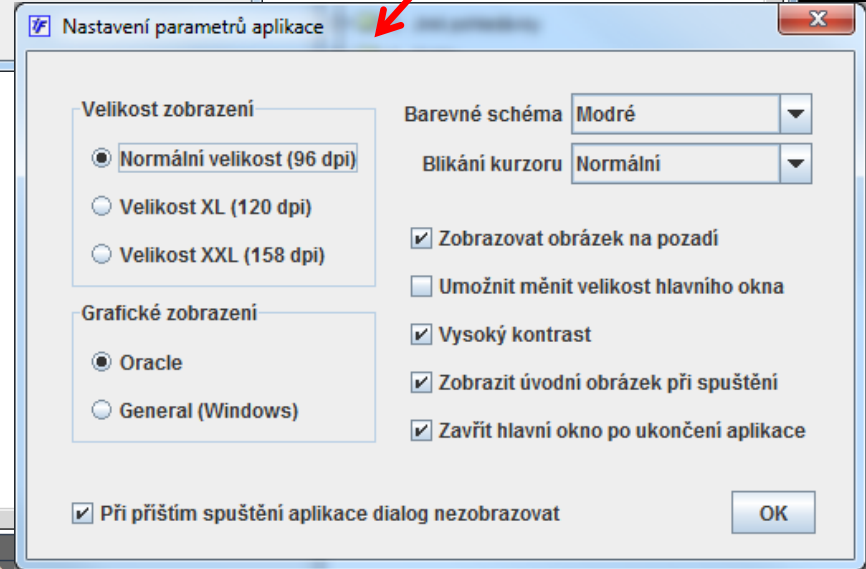 Nastavení parametrů aplikace
Velikost zobrazení
Normální velikost (96 dpi)
Velikost XL (120 dpi)
Velikost XXL (158 dpi)
Grafické zobrazení
Oracle
General (Windows)
Barevné schéma Modré
Blikání kurzoru Normální
Zobrazovat obrázek na pozadí
Umožnit měnit velikost hlavního okna
Vysoký kontrast
Zobrazit úvodní obrázek při spuštění
Zavřít hlavní okno po ukončení aplikace
Při příštím spuštění aplikace dialog nezobrazovat
OK